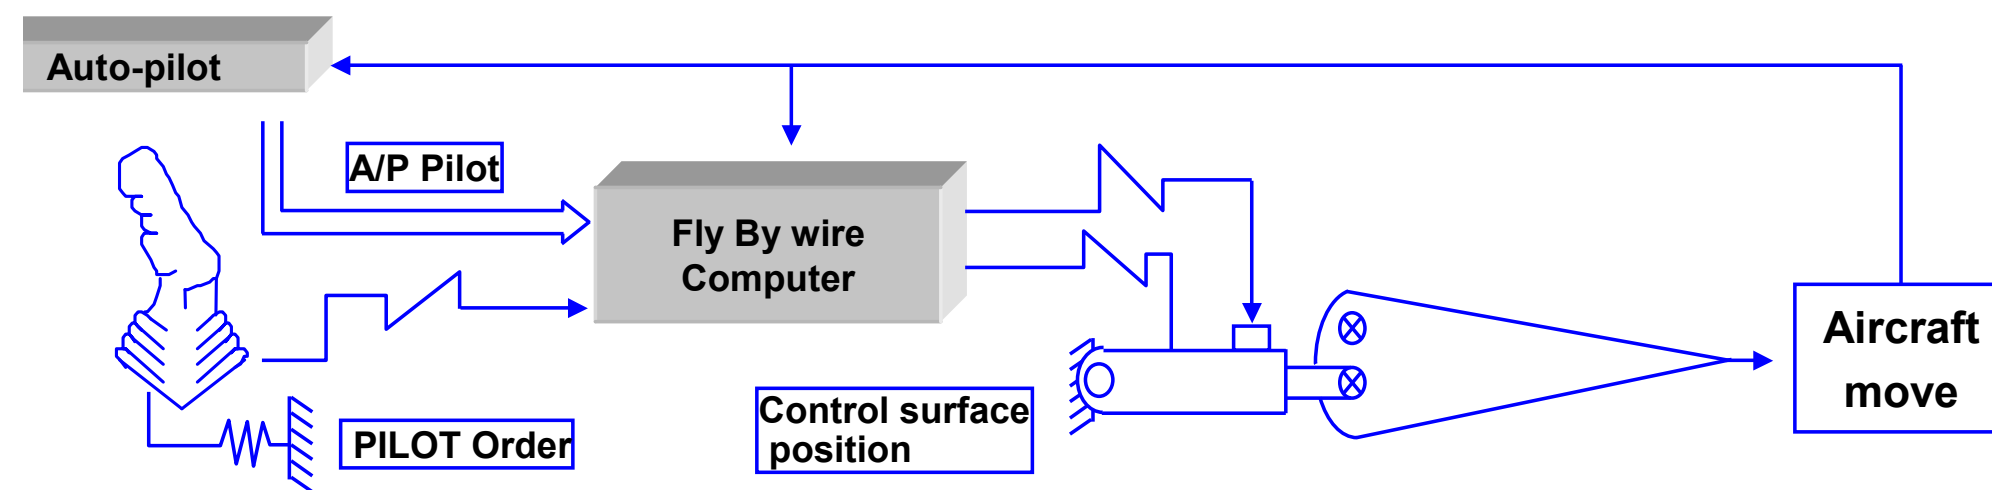 Auto-pilot
A/P Pilot
Fly By wire
Computer
Aircraft
move
Control surface
position
PILOT Order